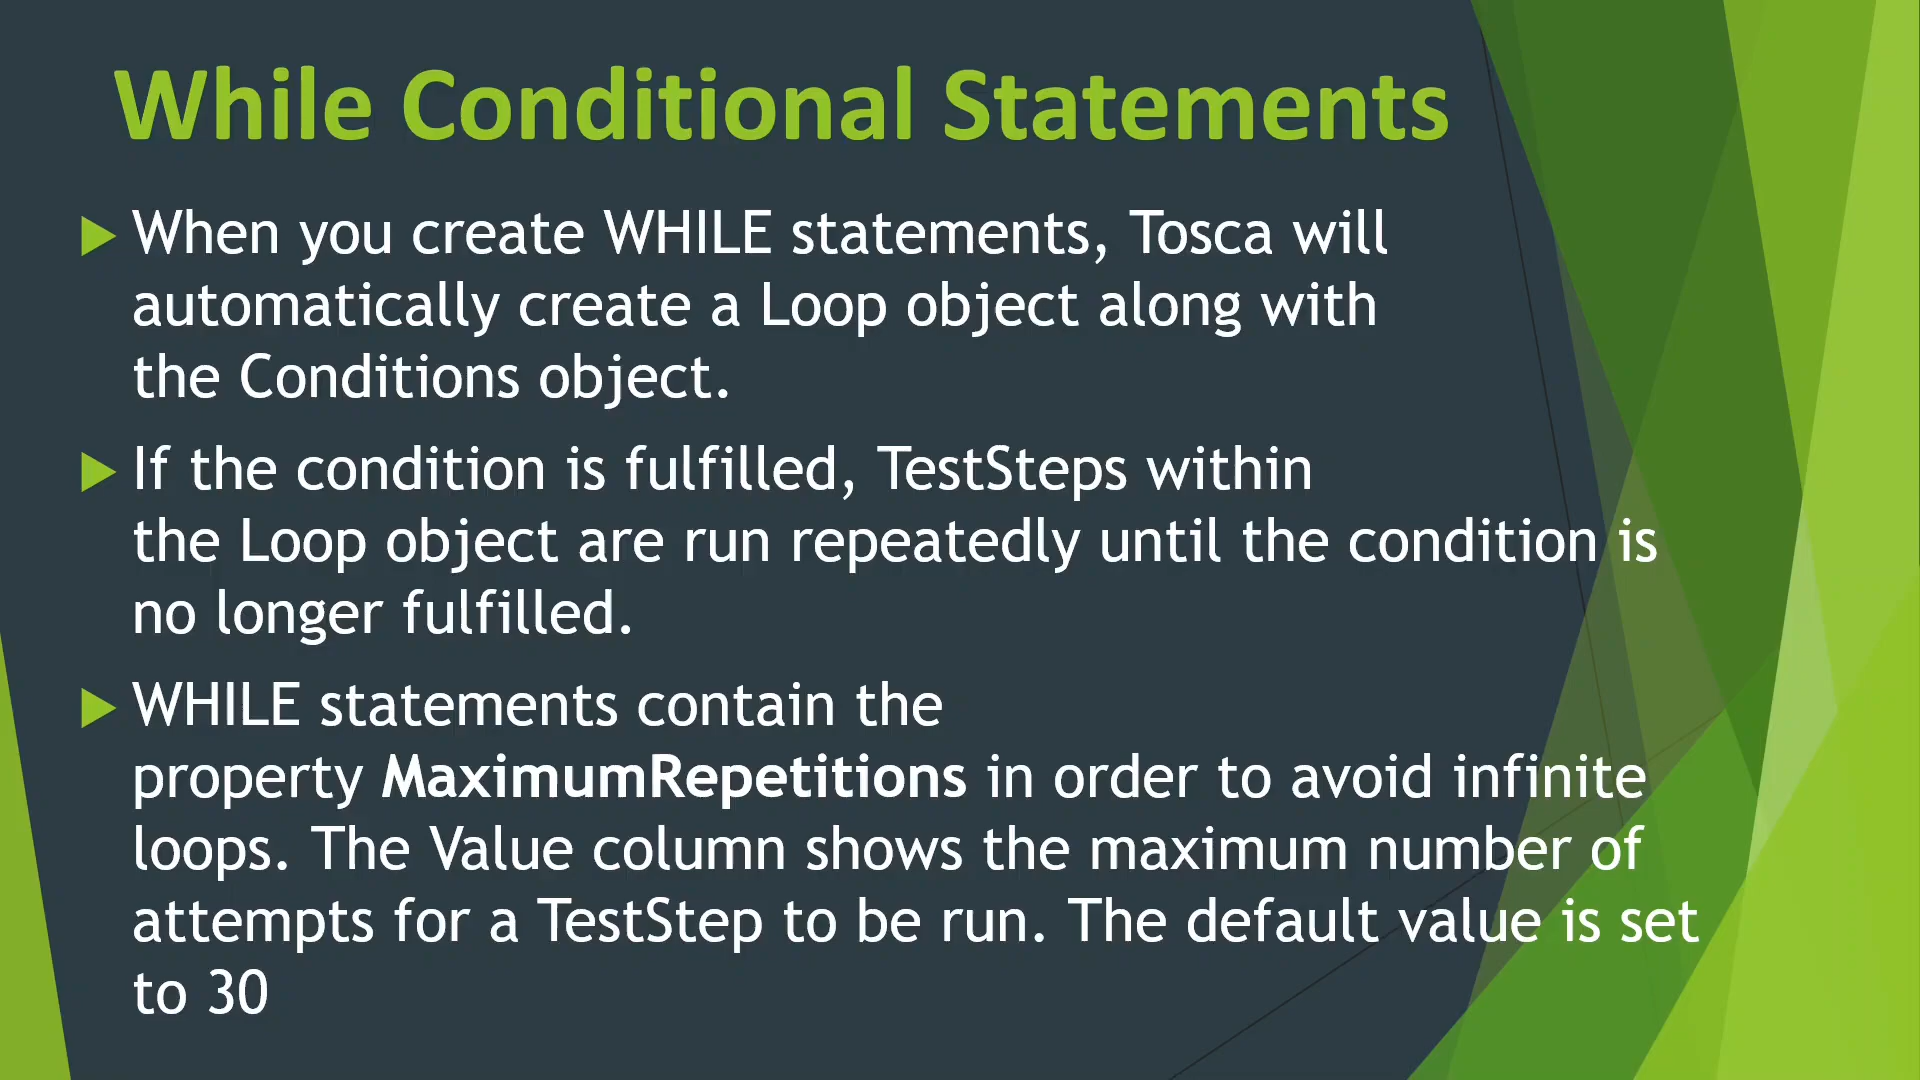 While Conditional Statements
When you create WHILE statements, Tosca will
automatically create a Loop object along with
the Conditions object.
If the condition is fulfilled, TestSteps within
the Loop object are run repeatedly until the condition is
no longer fulfilled.
WHILE statements contain the
property MaximumRepetitions in order to avoid infinite
loops. The Value column shows the maximum number of
attempts for a TestStep to be run. The default value is set
to 30